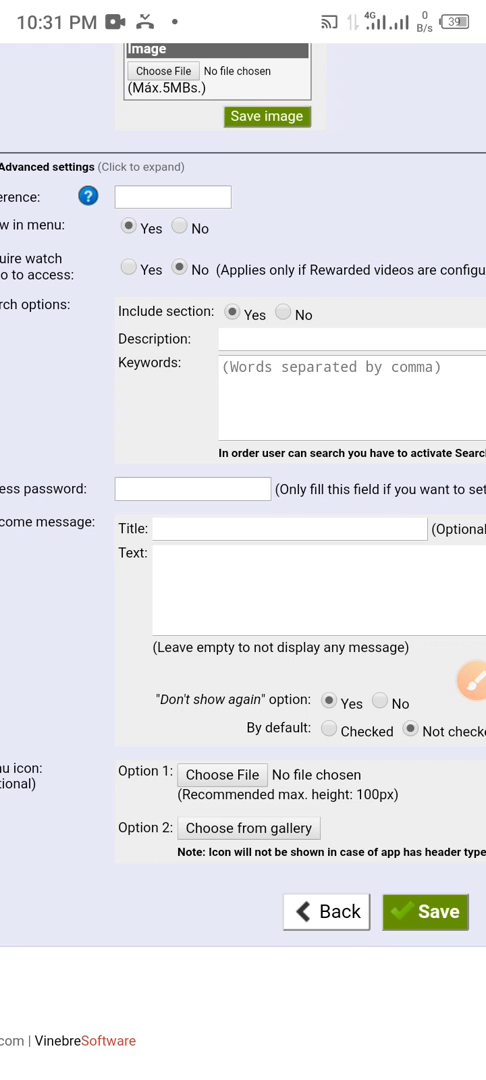 10:31 PM 4G 0 B/s 39
Image
Choose File No file chosen
(Máx.5MBs.)
Save image
Advanced settings (Click to expand)
erence: ?
w in menu: Yes No
uire watch
o to access: Yes No (Applies only if Rewarded videos are configu
rch options: Include section: Yes No
Description:
Keywords: (Words separated by comma)
In order user can search you have to activate Searc
ess password: (Only fill this field if you want to set
come message: Title: (Optional
Text:
(Leave empty to not display any message)
"Don't show again" option: Yes No
By default: Checked Not checke
nu icon: Option 1: Choose File No file chosen
tional) (Recommended max. height: 100px)
Option 2: Choose from gallery
Note: Icon will not be shown in case of app has header type
Back Save
com | VinebreSoftware